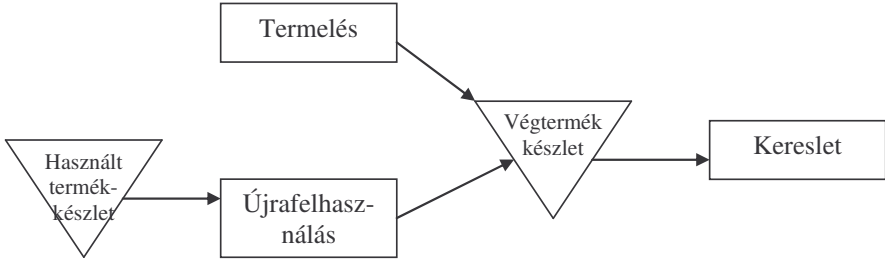 Termelés
Végtermék
készlet
Kereslet
Használt
termék-
készlet
Újrafelhasz-
nálás